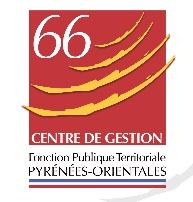 66
CENTRE DE GESTION
Fonction Publique Territoriale
PYRÉNÉES-ORIENTALES